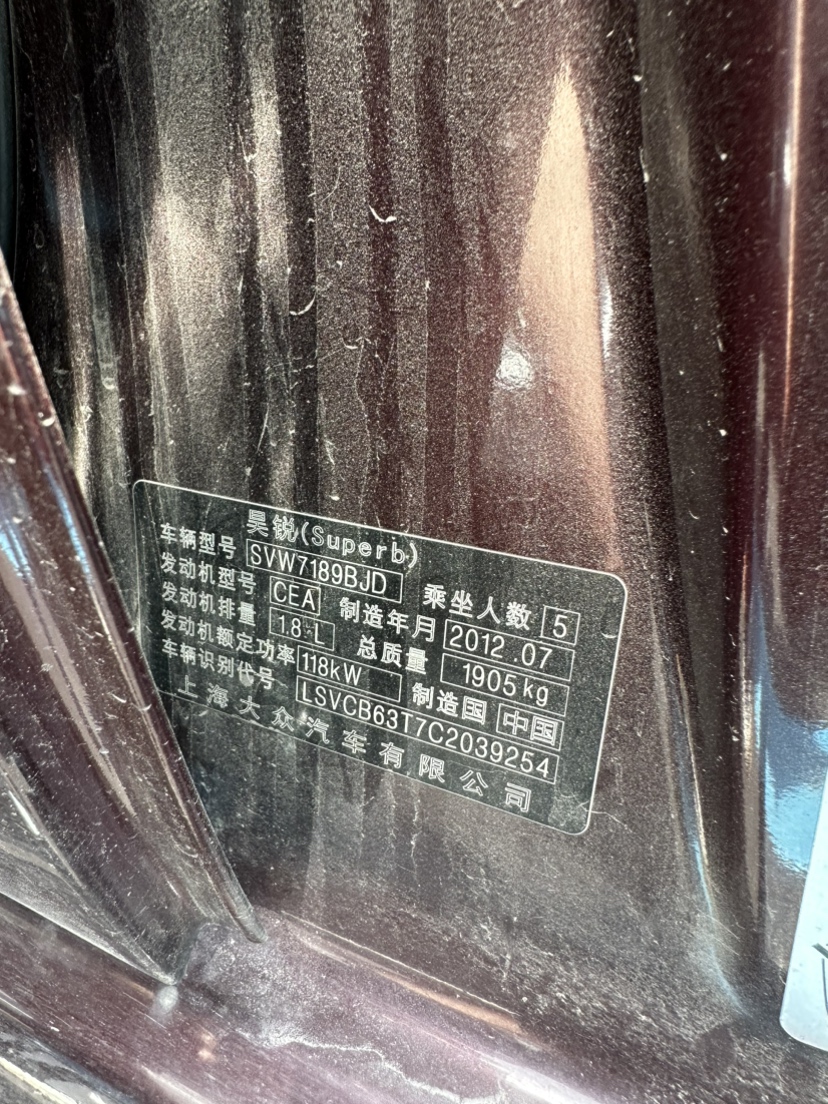 昊锐(Superb)
车辆型号 SVW7189BJD 乘坐人数 5
发动机型号 CEA 制造年月 2012.07
发动机排量 1.8 L 总质量 1905kg
发动机额定功率 118kW 制造国 中国
车辆识别代号 LSVCB63T7C2039254
上海大众汽车有限公司